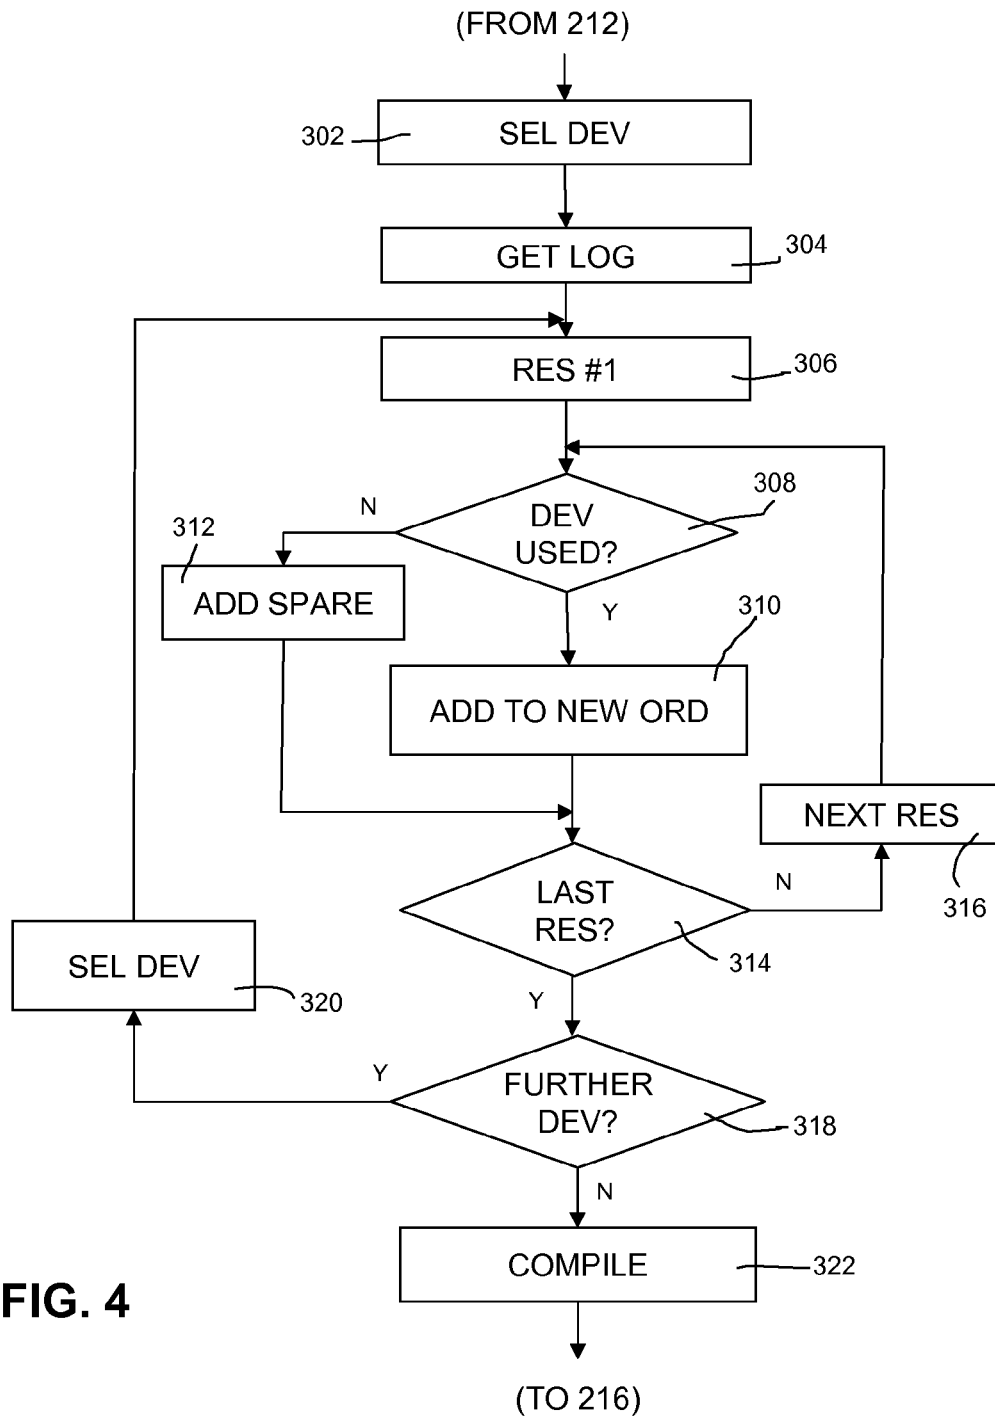 (FROM 212)
302
SEL DEV
GET LOG
304
RES #1
306
308
N
DEV
USED?
312
ADD SPARE
Y
310
ADD TO NEW ORD
NEXT RES
316
N
LAST
RES?
314
SEL DEV
320
Y
Y
FURTHER
DEV?
318
N
COMPILE
322
FIG. 4
(TO 216)